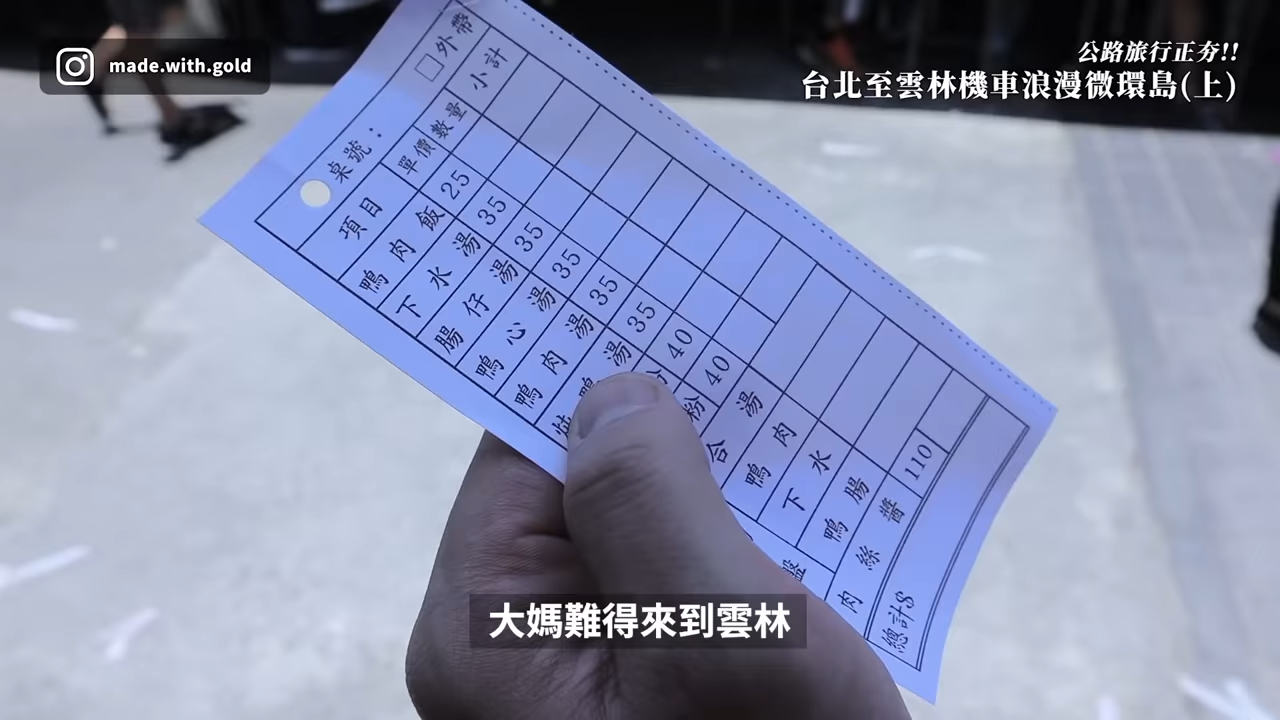 made.with.gold
公路旅行正夯!!
台北至雲林機車浪漫微環島(上)
桌號： □外帶
項目 單價 數量 小計
鴨肉飯 25
下水湯 35
腸仔湯 35
鴨心湯 35
鴨肉湯 35
鴨湯 35
40
粉 40
合湯
鴨肉
下水
盤 鴨腸
肉絲醬 110
總計$
大媽難得來到雲林